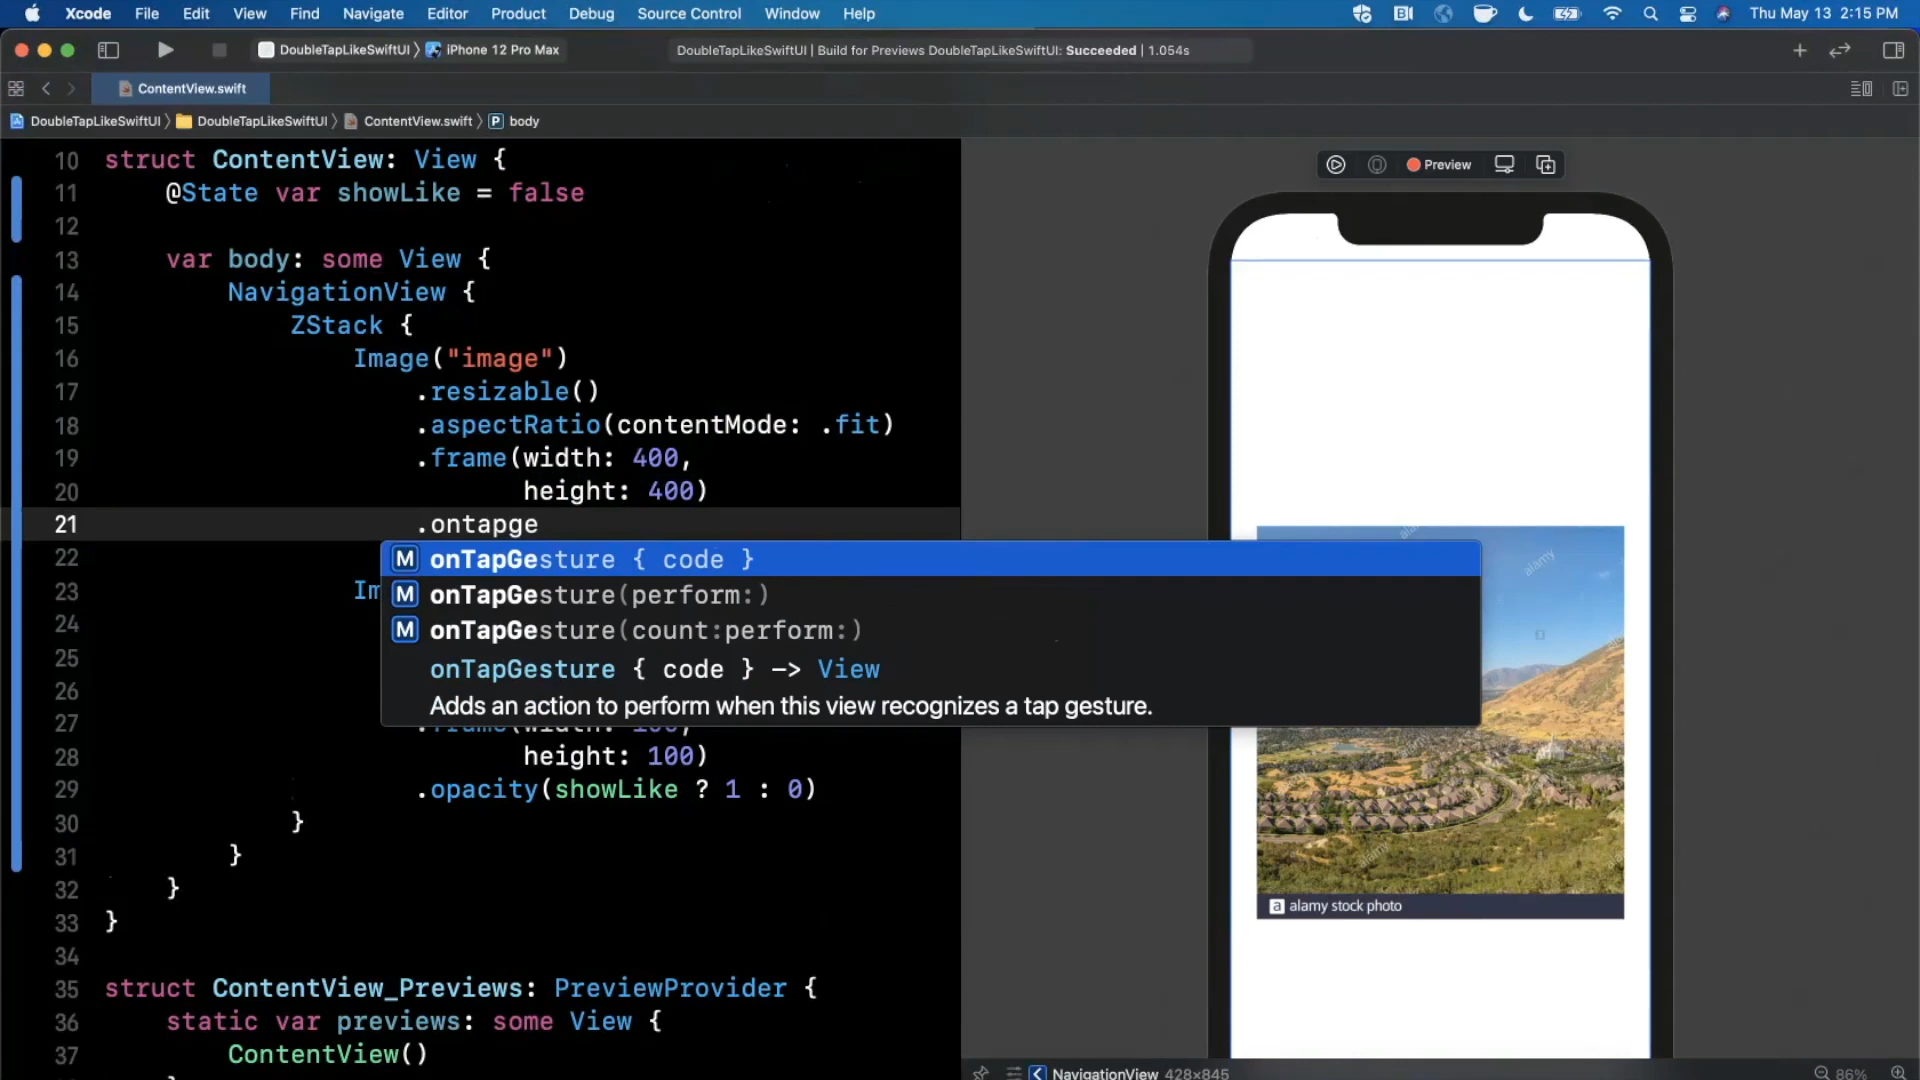 Xcode File Edit View Find Navigate Editor Product Debug Source Control Window Help Thu May 13 2:15 PM
DoubleTapLikeSwiftUI 〉 iPhone 12 Pro Max DoubleTapLikeSwiftUI | Build for Previews DoubleTapLikeSwiftUI: Succeeded | 1.054s
ContentView.swift
DoubleTapLikeSwiftUI 〉 DoubleTapLikeSwiftUI 〉 ContentView.swift 〉 P body
Preview
10 struct ContentView: View {
11 @State var showLike = false
12
13 var body: some View {
14 NavigationView {
15 ZStack {
16 Image("image")
17 .resizable()
18 .aspectRatio(contentMode: .fit)
19 .frame(width: 400,
20 height: 400)
21 .ontapge
22
M onTapGesture { code }
M onTapGesture(perform:)
M onTapGesture(count:perform:)
onTapGesture { code } -> View
Adds an action to perform when this view recognizes a tap gesture.
23 Im
24
25
26
27 .frame(width: 100,
28 height: 100)
29 .opacity(showLike ? 1 : 0)
30 }
31 }
32 }
33 }
34
35 struct ContentView_Previews: PreviewProvider {
36 static var previews: some View {
37 ContentView()
alamy
alamy
a alamy stock photo
NavigationView 428×845
86%